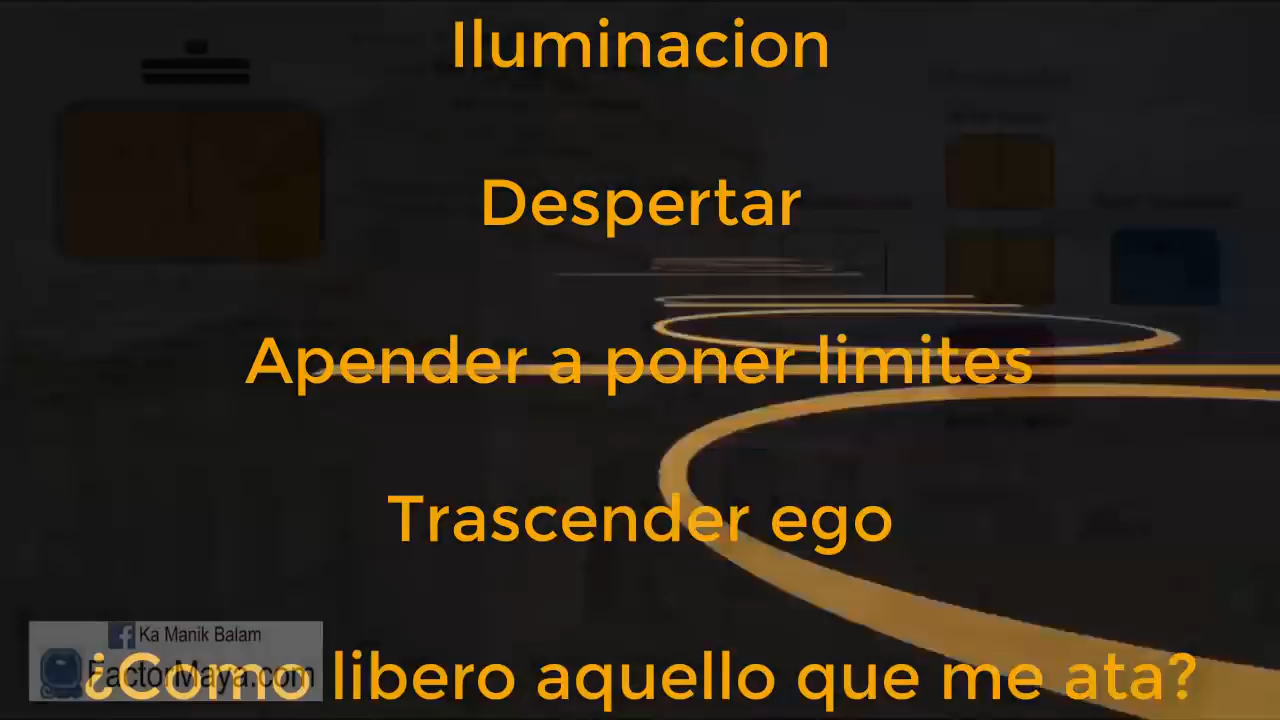 Iluminacion
Despertar
Apender a poner limites
Trascender ego
Ka Manik Balam
FactorMaya.com
¿Como libero aquello que me ata?